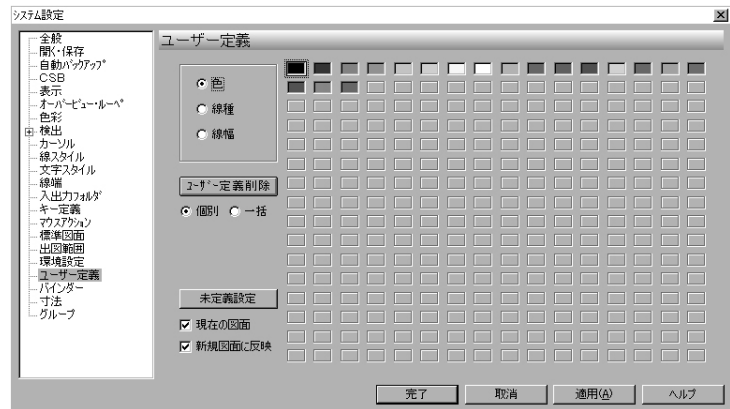 システム設定
全般
開く・保存
自動バックアップ
CSB
表示
オーバービュー・ルーペ
色彩
検出
カーソル
線スタイル
文字スタイル
線端
入出力フォルダ
キー定義
マウスアクション
標準図面
出図範囲
環境設定
ユーザー定義
バインダー
寸法
グループ
ユーザー定義
色
線種
線幅
ユーザー定義削除
個別 一括
未定義設定
現在の図面
新規図面に反映
完了 取消 適用(A) ヘルプ